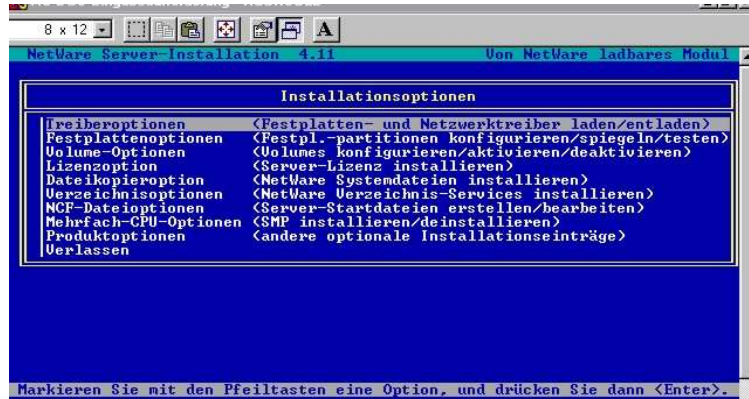 8 x 12
NetWare Server-Installation 4.11 Von NetWare ladbares Modul
Installationsoptionen
Treiberoptionen <Festplatten- und Netzwerktreiber laden/entladen>
Festplattenoptionen <Festpl.-partitionen konfigurieren/spiegeln/testen>
Volume-Optionen <Volumes konfigurieren/aktivieren/deaktivieren>
Lizenzoption <Server-Lizenz installieren>
Dateikopieroption <NetWare Systemdateien installieren>
Verzeichnisoptionen <NetWare Verzeichnis-Services installieren>
NCF-Dateioptionen <Server-Startdateien erstellen/bearbeiten>
Mehrfach-CPU-Optionen <SMP installieren/deinstallieren>
Produktoptionen <andere optionale Installationseinträge>
Verlassen
Markieren Sie mit den Pfeiltasten eine Option, und drücken Sie dann <Enter>.